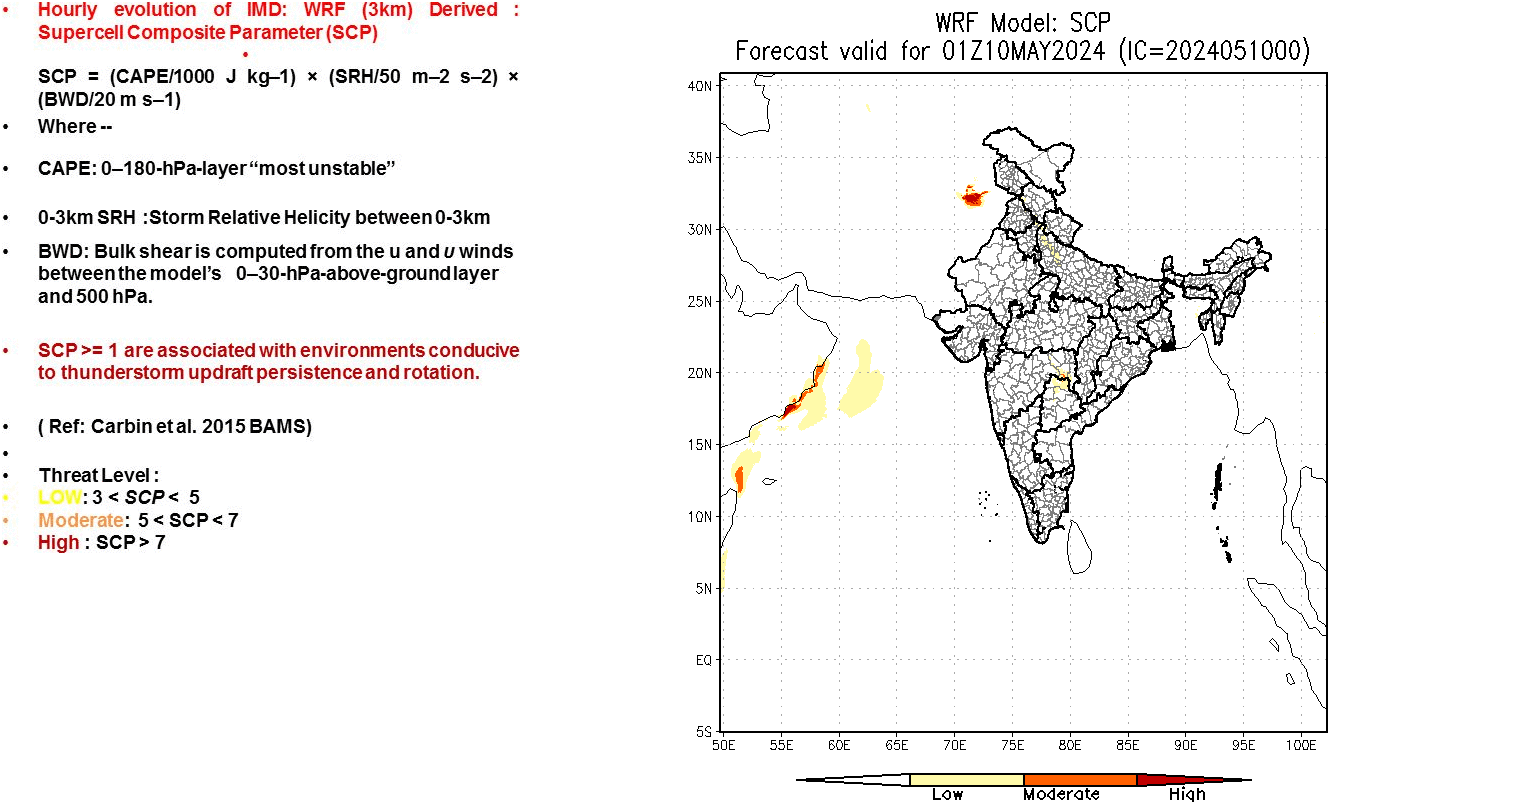 • Hourly evolution of IMD: WRF (3km) Derived :
Supercell Composite Parameter (SCP)
•
SCP = (CAPE/1000 J kg–1) × (SRH/50 m–2 s–2) ×
(BWD/20 m s–1)
• Where --
• CAPE: 0–180-hPa-layer “most unstable”
• 0-3km SRH :Storm Relative Helicity between 0-3km
• BWD: Bulk shear is computed from the u and υ winds
between the model’s 0–30-hPa-above-ground layer
and 500 hPa.
• SCP >= 1 are associated with environments conducive
to thunderstorm updraft persistence and rotation.
• ( Ref: Carbin et al. 2015 BAMS)
•
• Threat Level :
• LOW: 3 < SCP < 5
• Moderate: 5 < SCP < 7
• High : SCP > 7
WRF Model: SCP
Forecast valid for 01Z10MAY2024 (IC=2024051000)
40N
35N
30N
25N
20N
15N
10N
5N
EQ
5S
50E 55E 60E 65E 70E 75E 80E 85E 90E 95E 100E
Low Moderate High